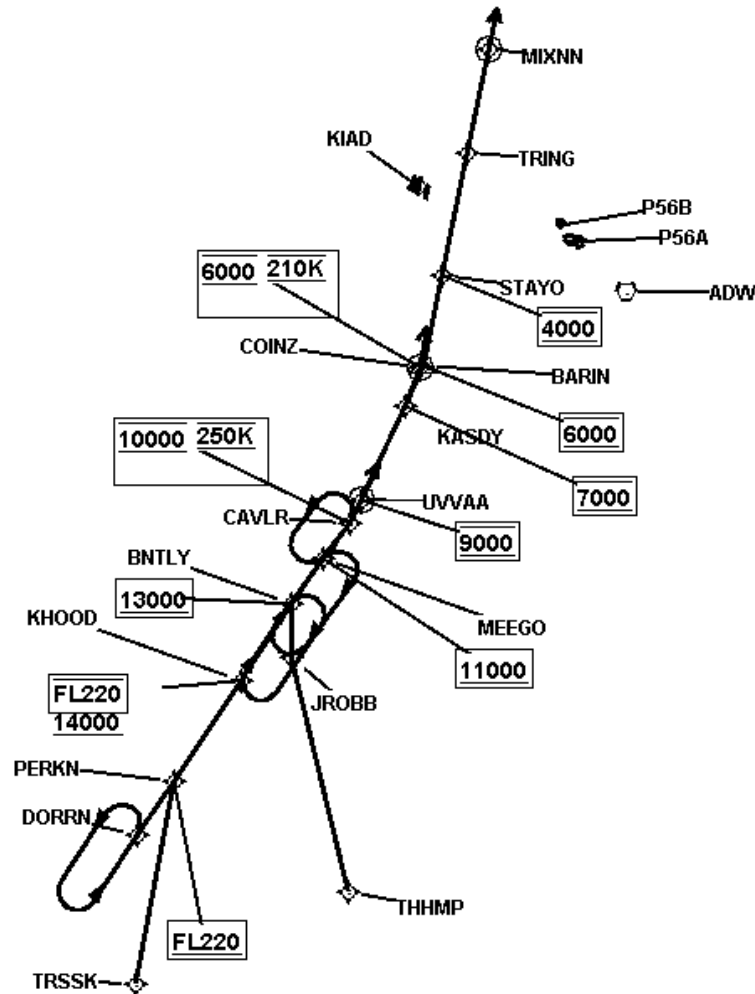 MIXNN
KIAD
TRING
P56B
P56A
6000 210K
STAYO
ADW
4000
COINZ
BARIN
6000
10000 250K
KASDY
7000
CAVLR
UVVAA
9000
BNTLY
13000
MEEGO
KHOOD
11000
FL220
JROBB
14000
PERKN
DORRN
THHMP
FL220
TRSSK